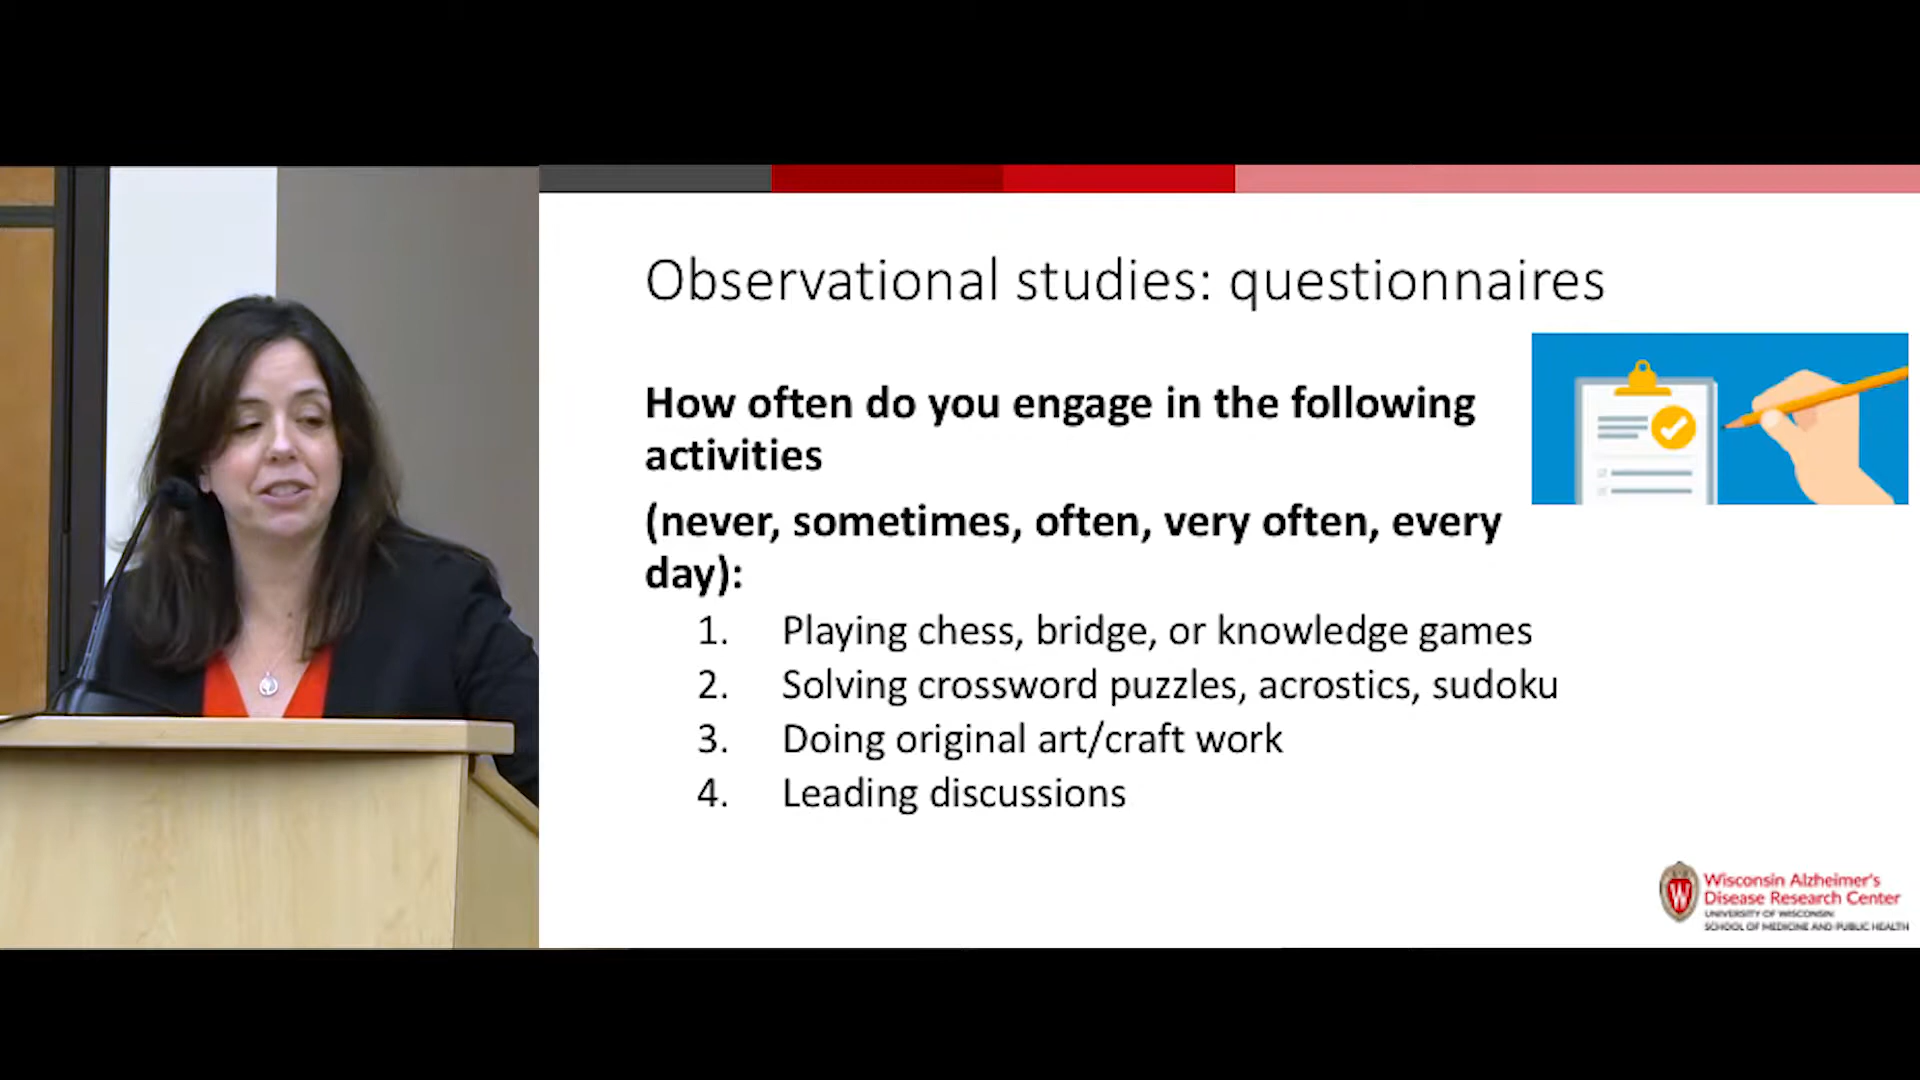 Observational studies: questionnaires
How often do you engage in the following
activities
(never, sometimes, often, very often, every
day):
1. Playing chess, bridge, or knowledge games
2. Solving crossword puzzles, acrostics, sudoku
3. Doing original art/craft work
4. Leading discussions
W
Wisconsin Alzheimer's
Disease Research Center
UNIVERSITY OF WISCONSIN
SCHOOL OF MEDICINE AND PUBLIC HEALTH